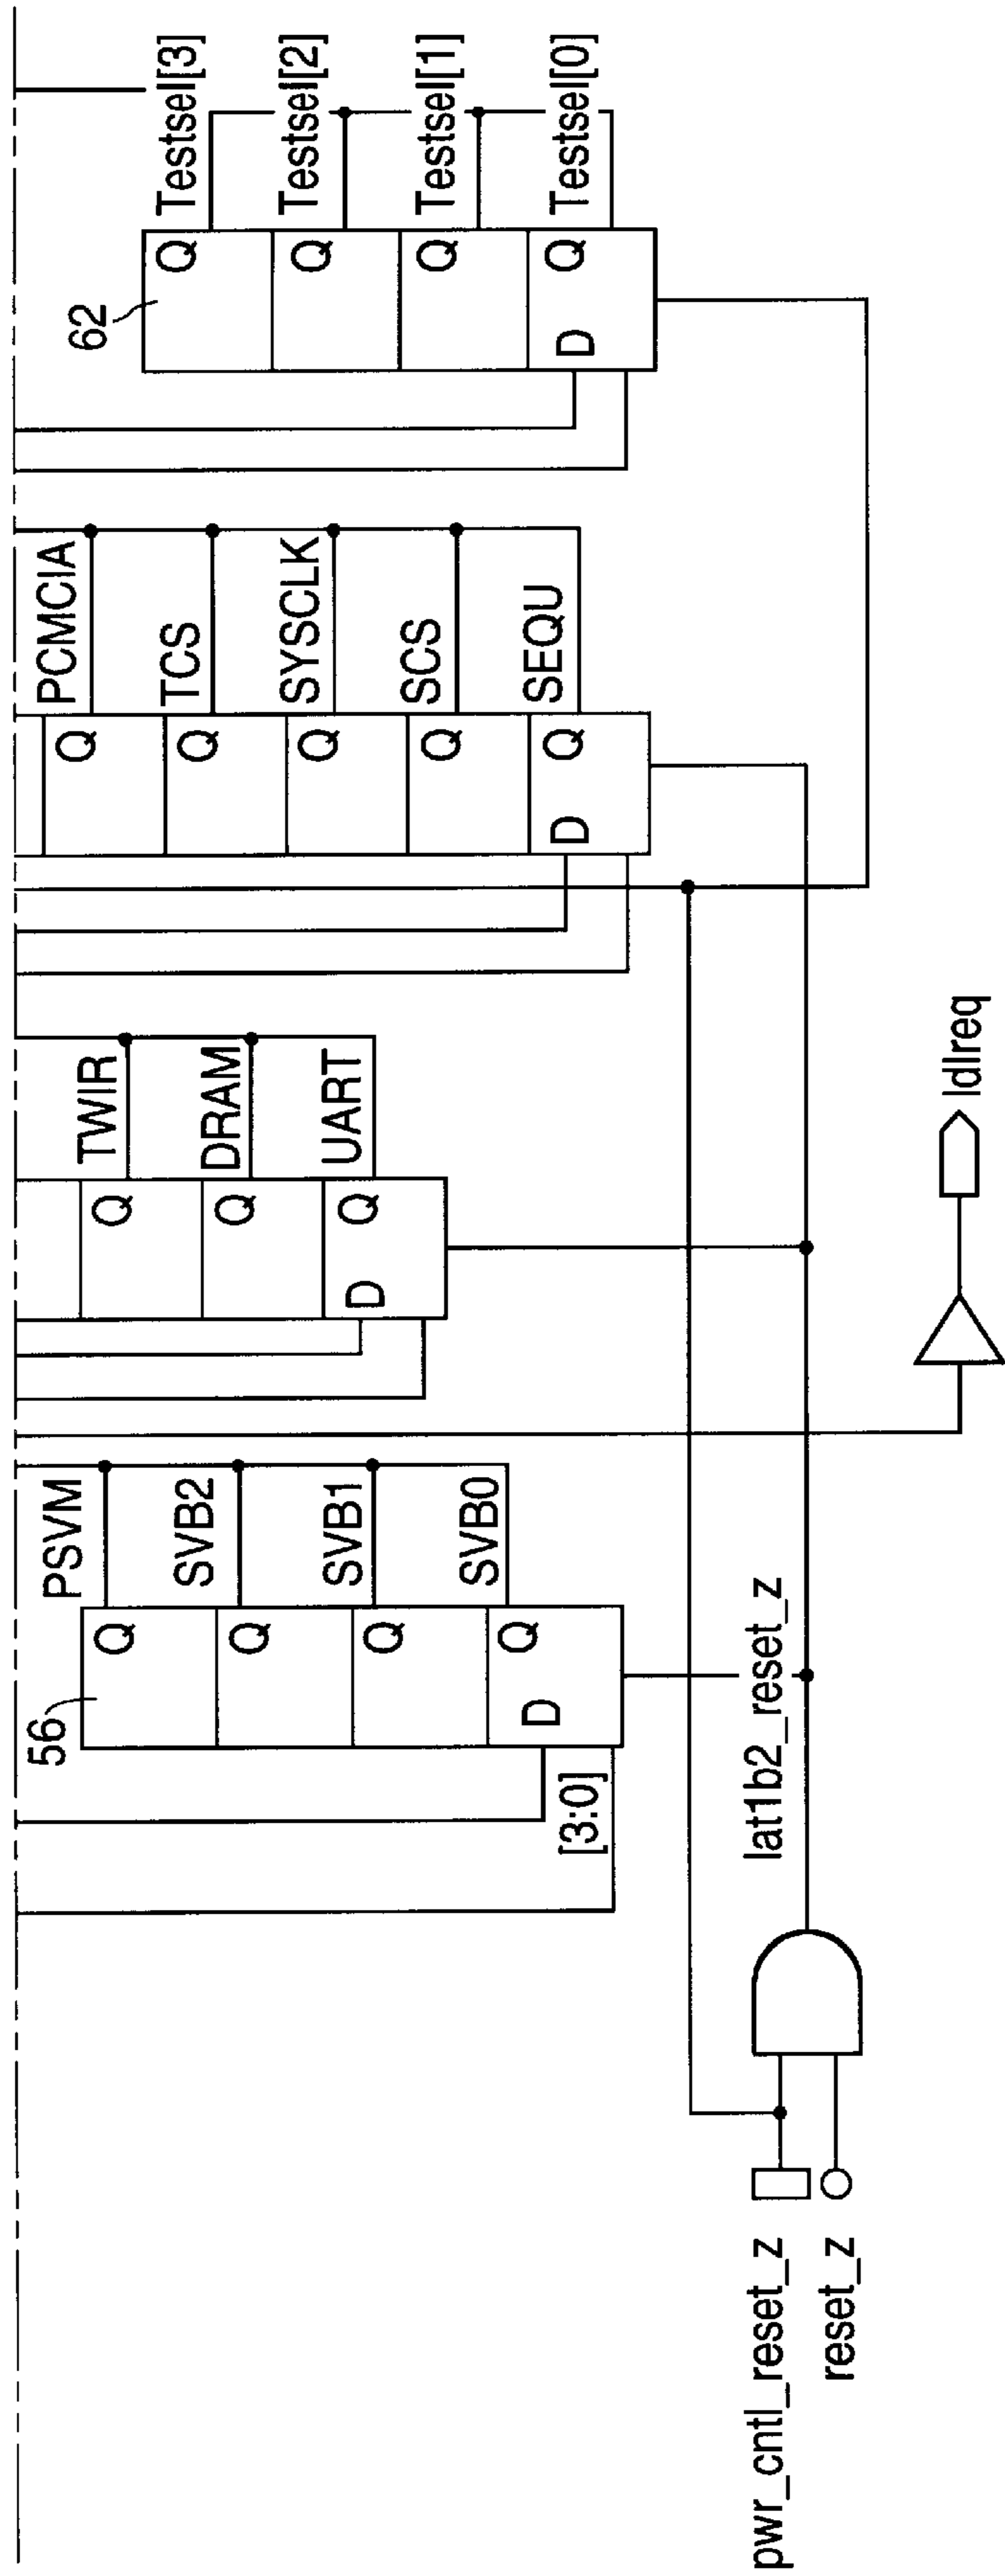 56
Q PSVM
Q SVB2
Q SVB1
D Q SVB0
[3:0]
Q TWIR
Q DRAM
D Q UART
Q PCMCIA
Q TCS
Q SYSCLK
Q SCS
D Q SEQU
62
Q Testsel[3]
Q Testsel[2]
Q Testsel[1]
D Q Testsel[0]
pwr_cntl_reset_z
reset_z
lat1b2_reset_z
ldlreq